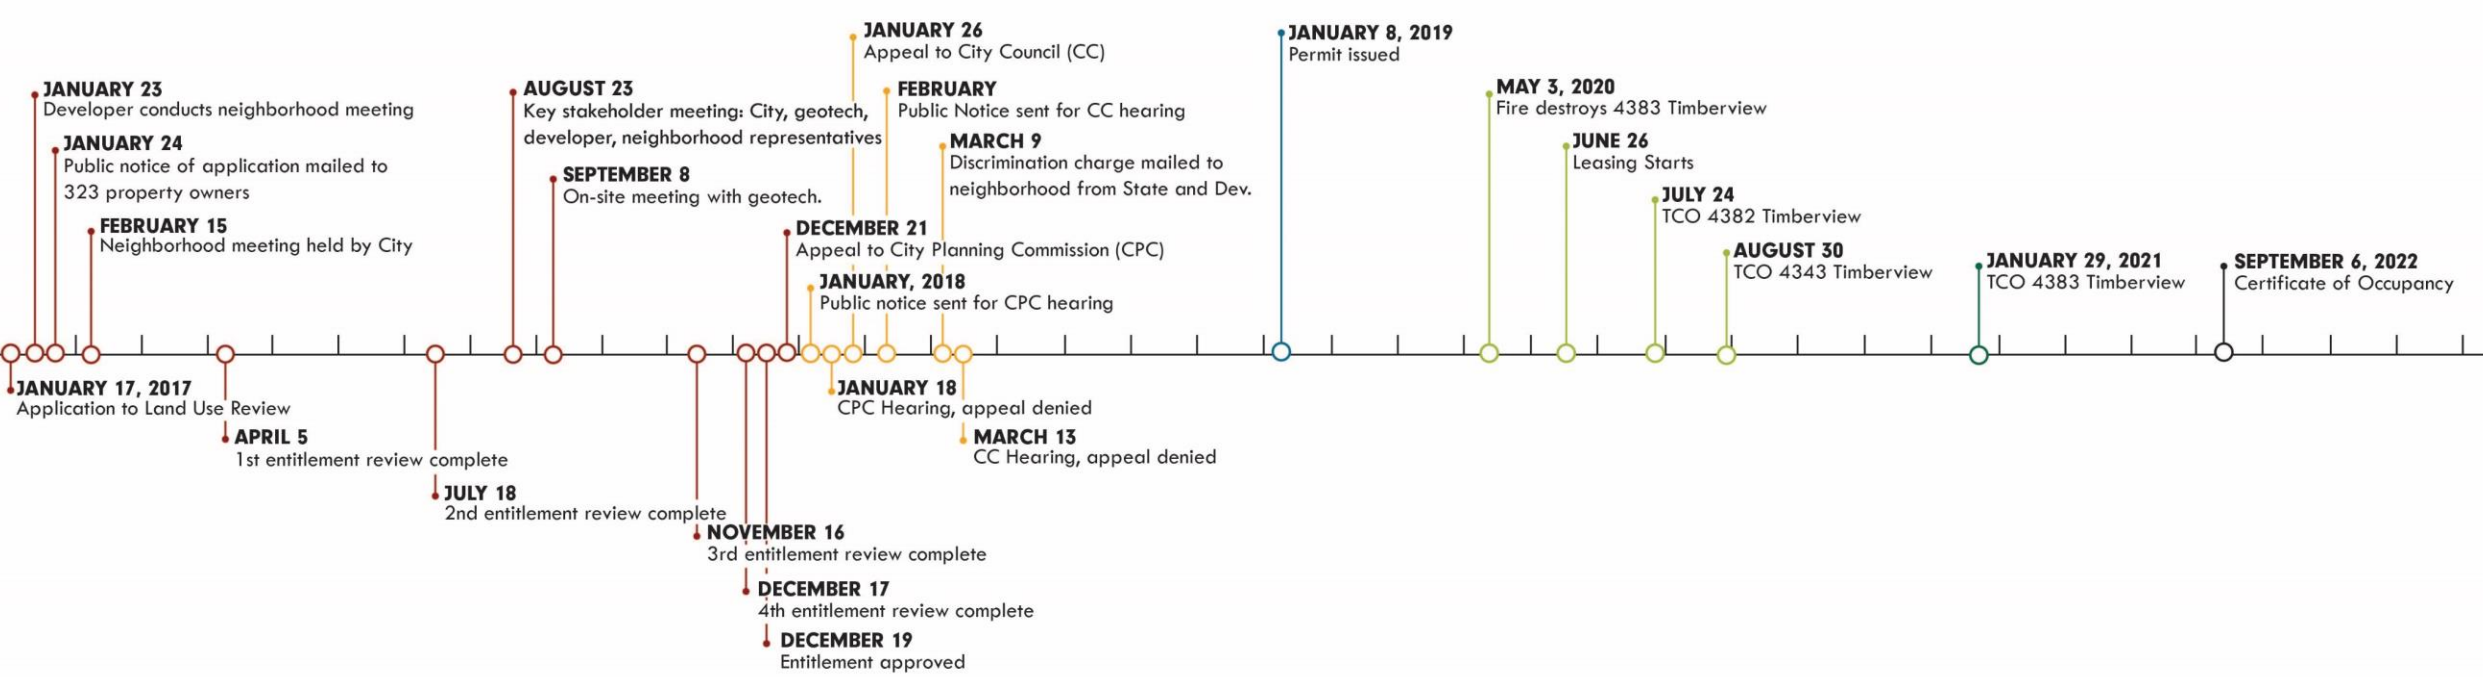 JANUARY 23
Developer conducts neighborhood meeting
JANUARY 24
Public notice of application mailed to
323 property owners
FEBRUARY 15
Neighborhood meeting held by City
JANUARY 17, 2017
Application to Land Use Review
APRIL 5
1st entitlement review complete
JULY 18
2nd entitlement review complete
AUGUST 23
Key stakeholder meeting: City, geotech,
developer, neighborhood representatives
SEPTEMBER 8
On-site meeting with geotech.
NOVEMBER 16
3rd entitlement review complete
DECEMBER 17
4th entitlement review complete
DECEMBER 19
Entitlement approved
DECEMBER 21
Appeal to City Planning Commission (CPC)
JANUARY, 2018
Public notice sent for CPC hearing
JANUARY 18
CPC Hearing, appeal denied
JANUARY 26
Appeal to City Council (CC)
FEBRUARY
Public Notice sent for CC hearing
MARCH 9
Discrimination charge mailed to
neighborhood from State and Dev.
MARCH 13
CC Hearing, appeal denied
JANUARY 8, 2019
Permit issued
MAY 3, 2020
Fire destroys 4383 Timberview
JUNE 26
Leasing Starts
JULY 24
TCO 4382 Timberview
AUGUST 30
TCO 4343 Timberview
JANUARY 29, 2021
TCO 4383 Timberview
SEPTEMBER 6, 2022
Certificate of Occupancy